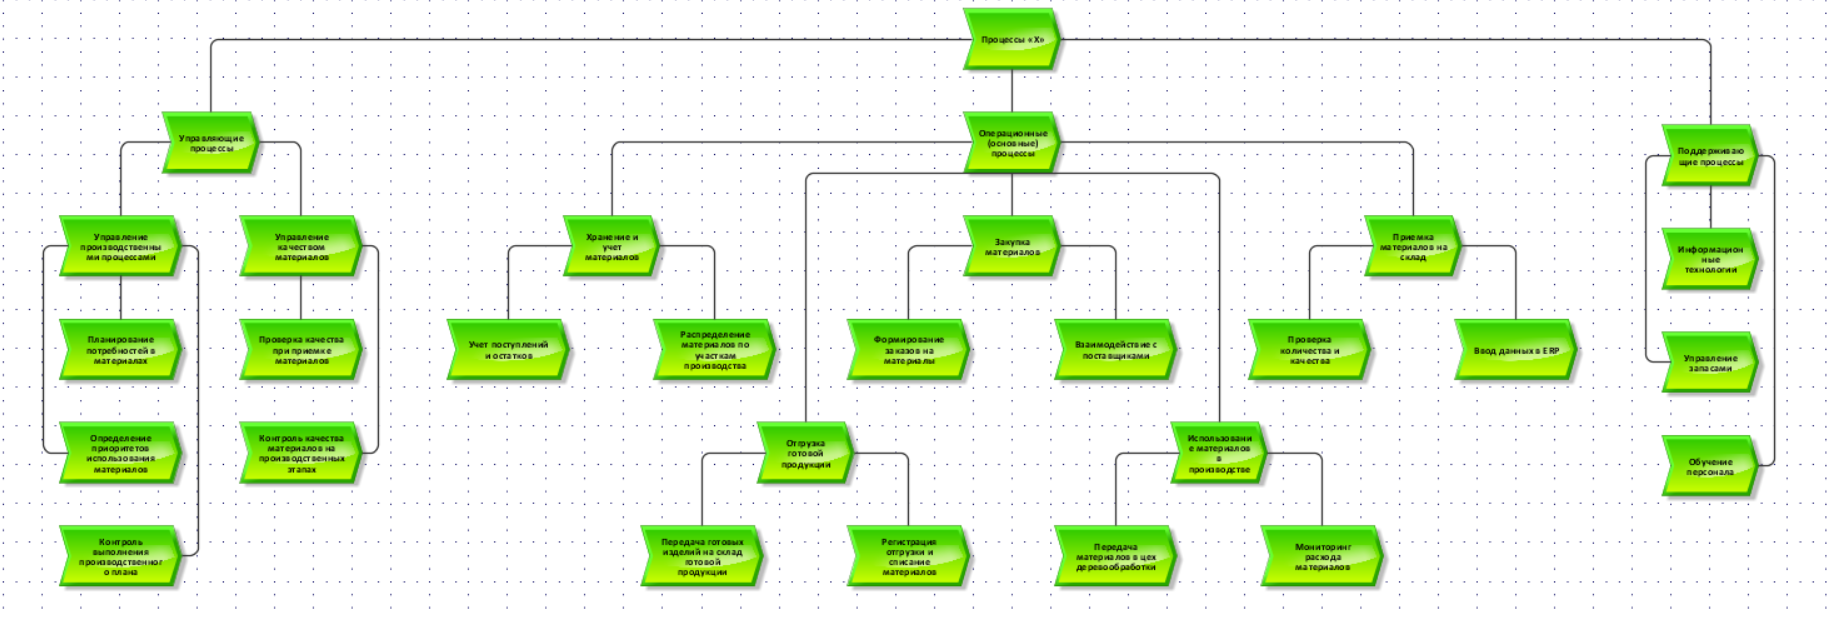 Процессы «Х»
Управляющие
процессы
Операционные
(основные)
процессы
Поддерживаю
щие процессы
Управление
производственны
ми процессами
Управление
качеством
материалов
Хранение и
учет
материалов
Закупка
материалов
Приемка
материалов на
склад
Информацион
ные
технологии
Планирование
потребностей в
материалах
Проверка качества
при приемке
материалов
Учет поступлений
и остатков
Распределение
материалов по
участкам
производства
Формирование
заказов на
материалы
Взаимодействие с
поставщиками
Проверка
количества и
качества
Ввод данных в ERP
Управление
запасами
Определение
приоритетов
использования
материалов
Контроль качества
материалов на
производственных
этапах
Отгрузка
готовой
продукции
Использовани
е материалов
в
производстве
Обучение
персонала
Контроль
выполнения
производственног
о плана
Передача готовых
изделий на склад
готовой
продукции
Регистрация
отгрузки и
списание
материалов
Передача
материалов в цех
деревообработки
Мониторинг
расхода
материалов